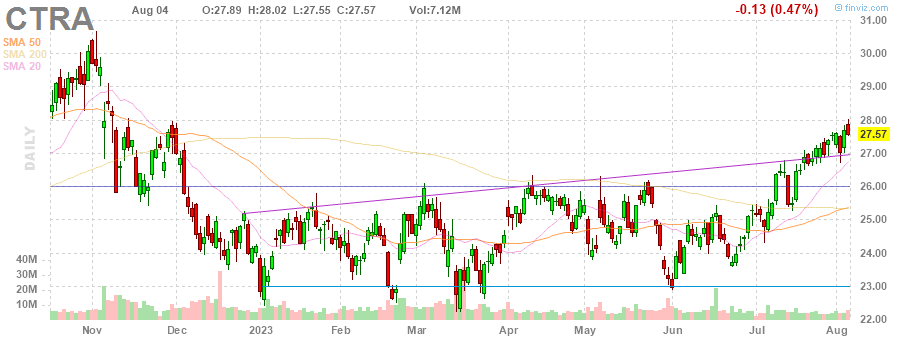 CTRA Aug 04 O:27.89 H:28.02 L:27.55 C:27.57 Vol:7.12M -0.13 (0.47%) © finviz.com
SMA 50
SMA 200
SMA 20
DAILY
31.00
30.00
29.00
28.00
27.57
27.00
26.00
25.00
24.00
23.00
22.00
40M
30M
20M
10M
Nov Dec 2023 Feb Mar Apr May Jun Jul Aug